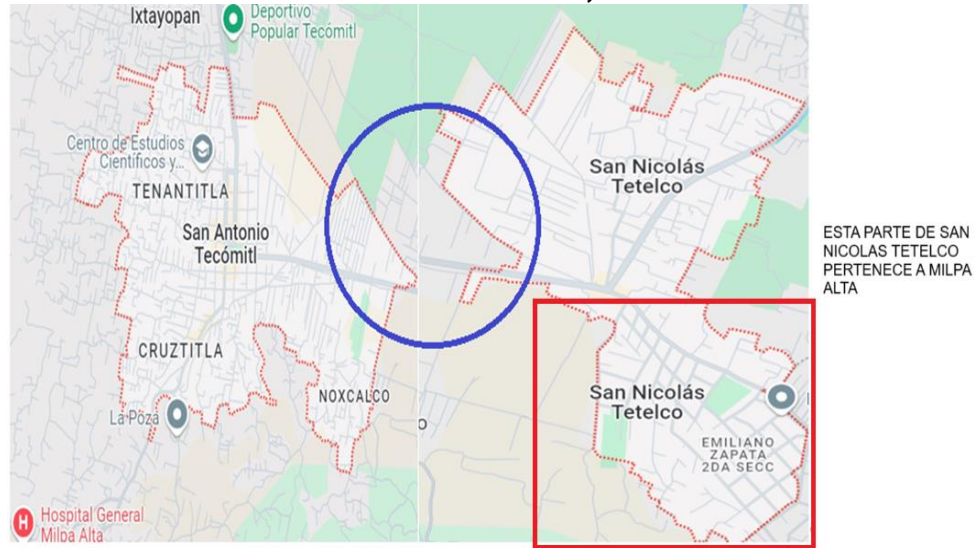 Ixtayopan
Deportivo
Popular Tecómitl
Centro de Estudios
Científicos y...
TENANTITLA
San Antonio
Tecómitl
CRUZTITLA
La Poza
NOXCALCO
Hospital General
Milpa Alta
San Nicolás
Tetelco
San Nicolás
Tetelco
EMILIANO
ZAPATA
2DA SECC
ESTA PARTE DE SAN
NICOLAS TETELCO
PERTENECE A MILPA
ALTA